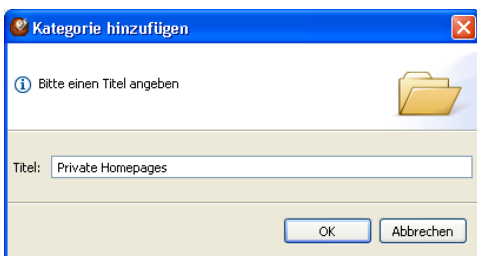 Kategorie hinzufügen
Bitte einen Titel angeben
Titel: Private Homepages
OK Abbrechen